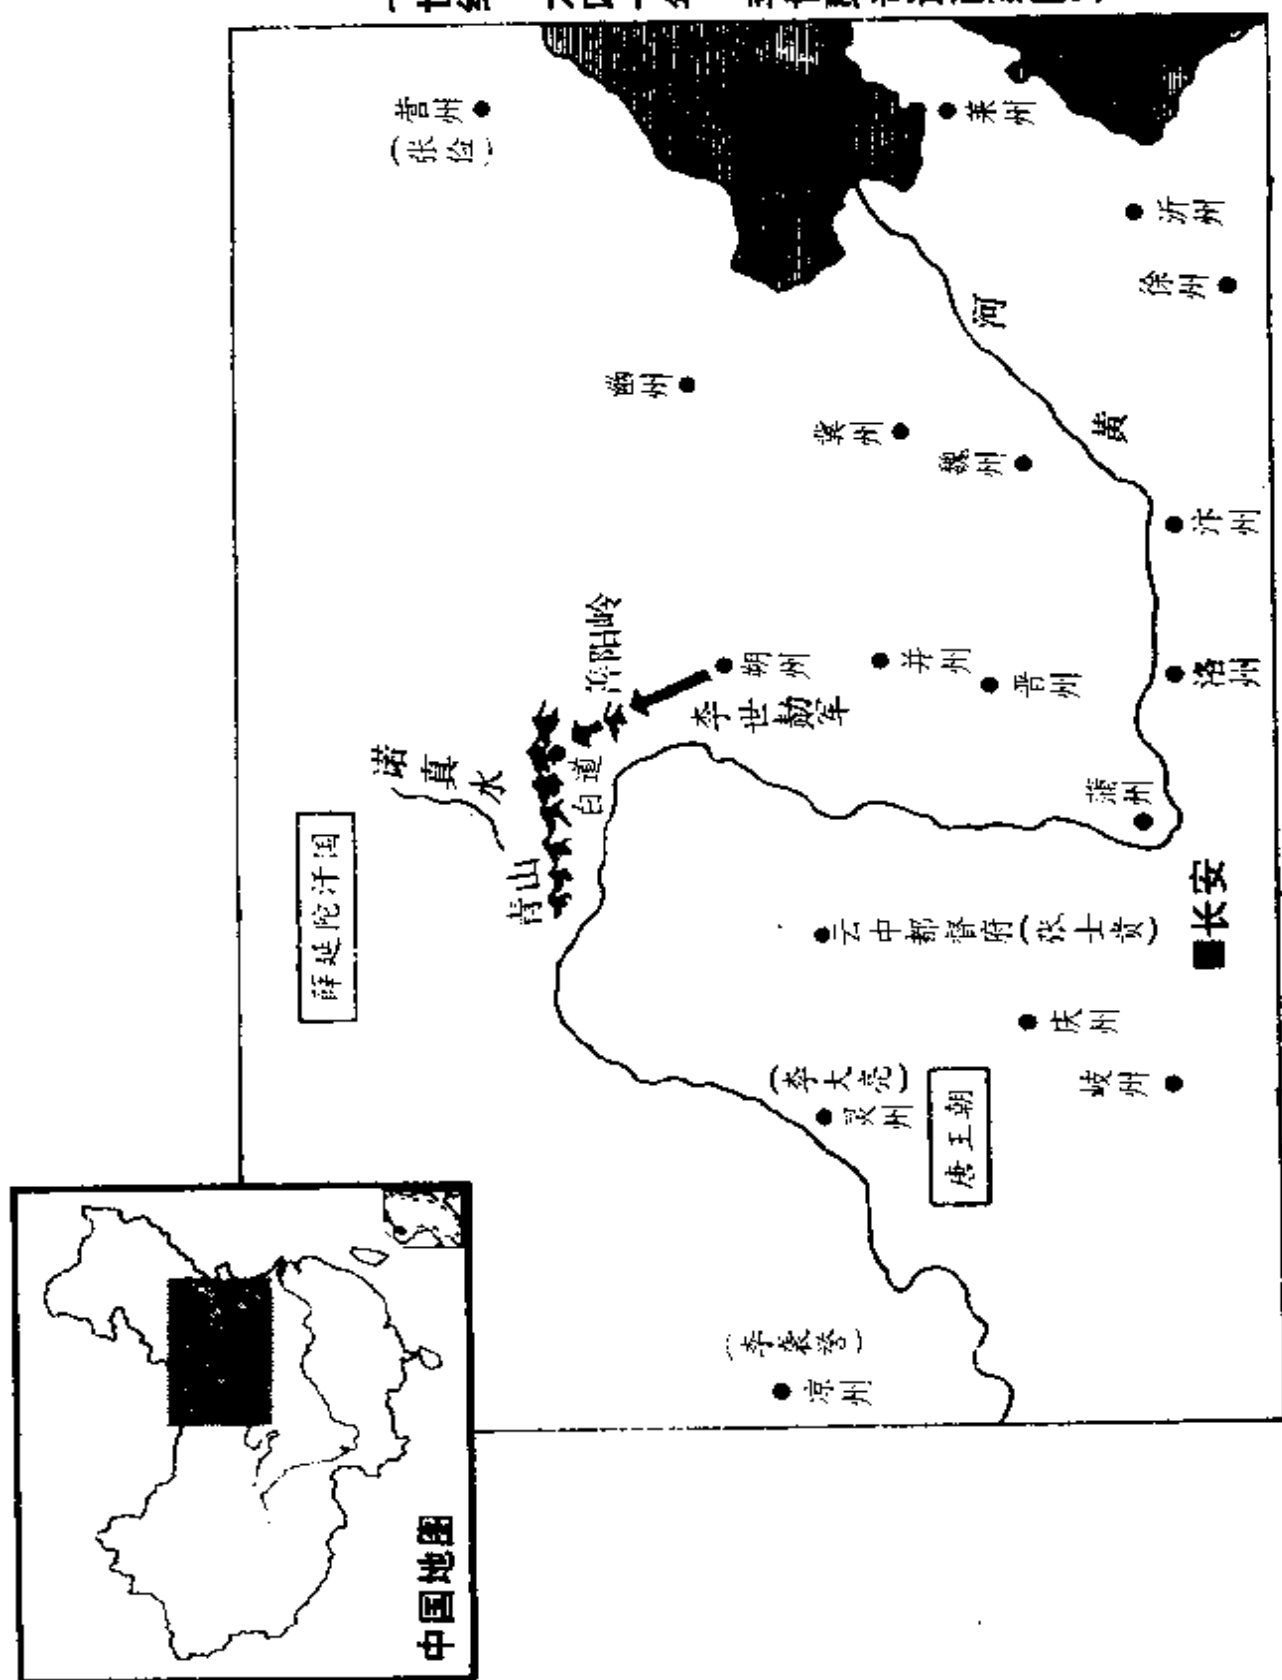 营州
(张俭)
莱州
沂州
徐州
幽州
冀州
魏州
汴州
河
黄
善阳岭
朔州
并州
晋州
洛州
李世勣军
诺真水
白道
青山
蒲州
薛延陀汗国
云中都督府(张士贵)
长安
庆州
岐州
(李大亮)
灵州
唐王朝
(李袭誉)
凉州
中国地图